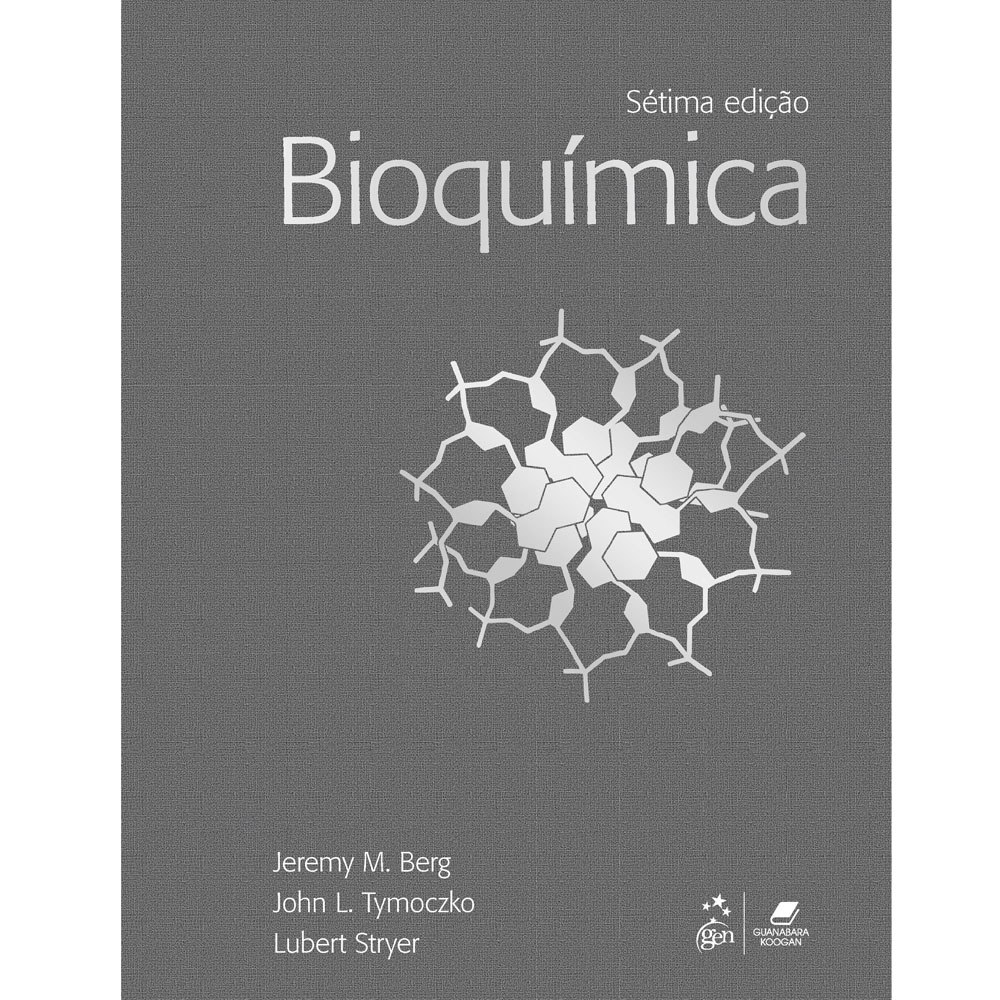 Sétima edição
Bioquímica
Jeremy M. Berg
John L. Tymoczko
Lubert Stryer
gen
GUANABARA
KOOGAN